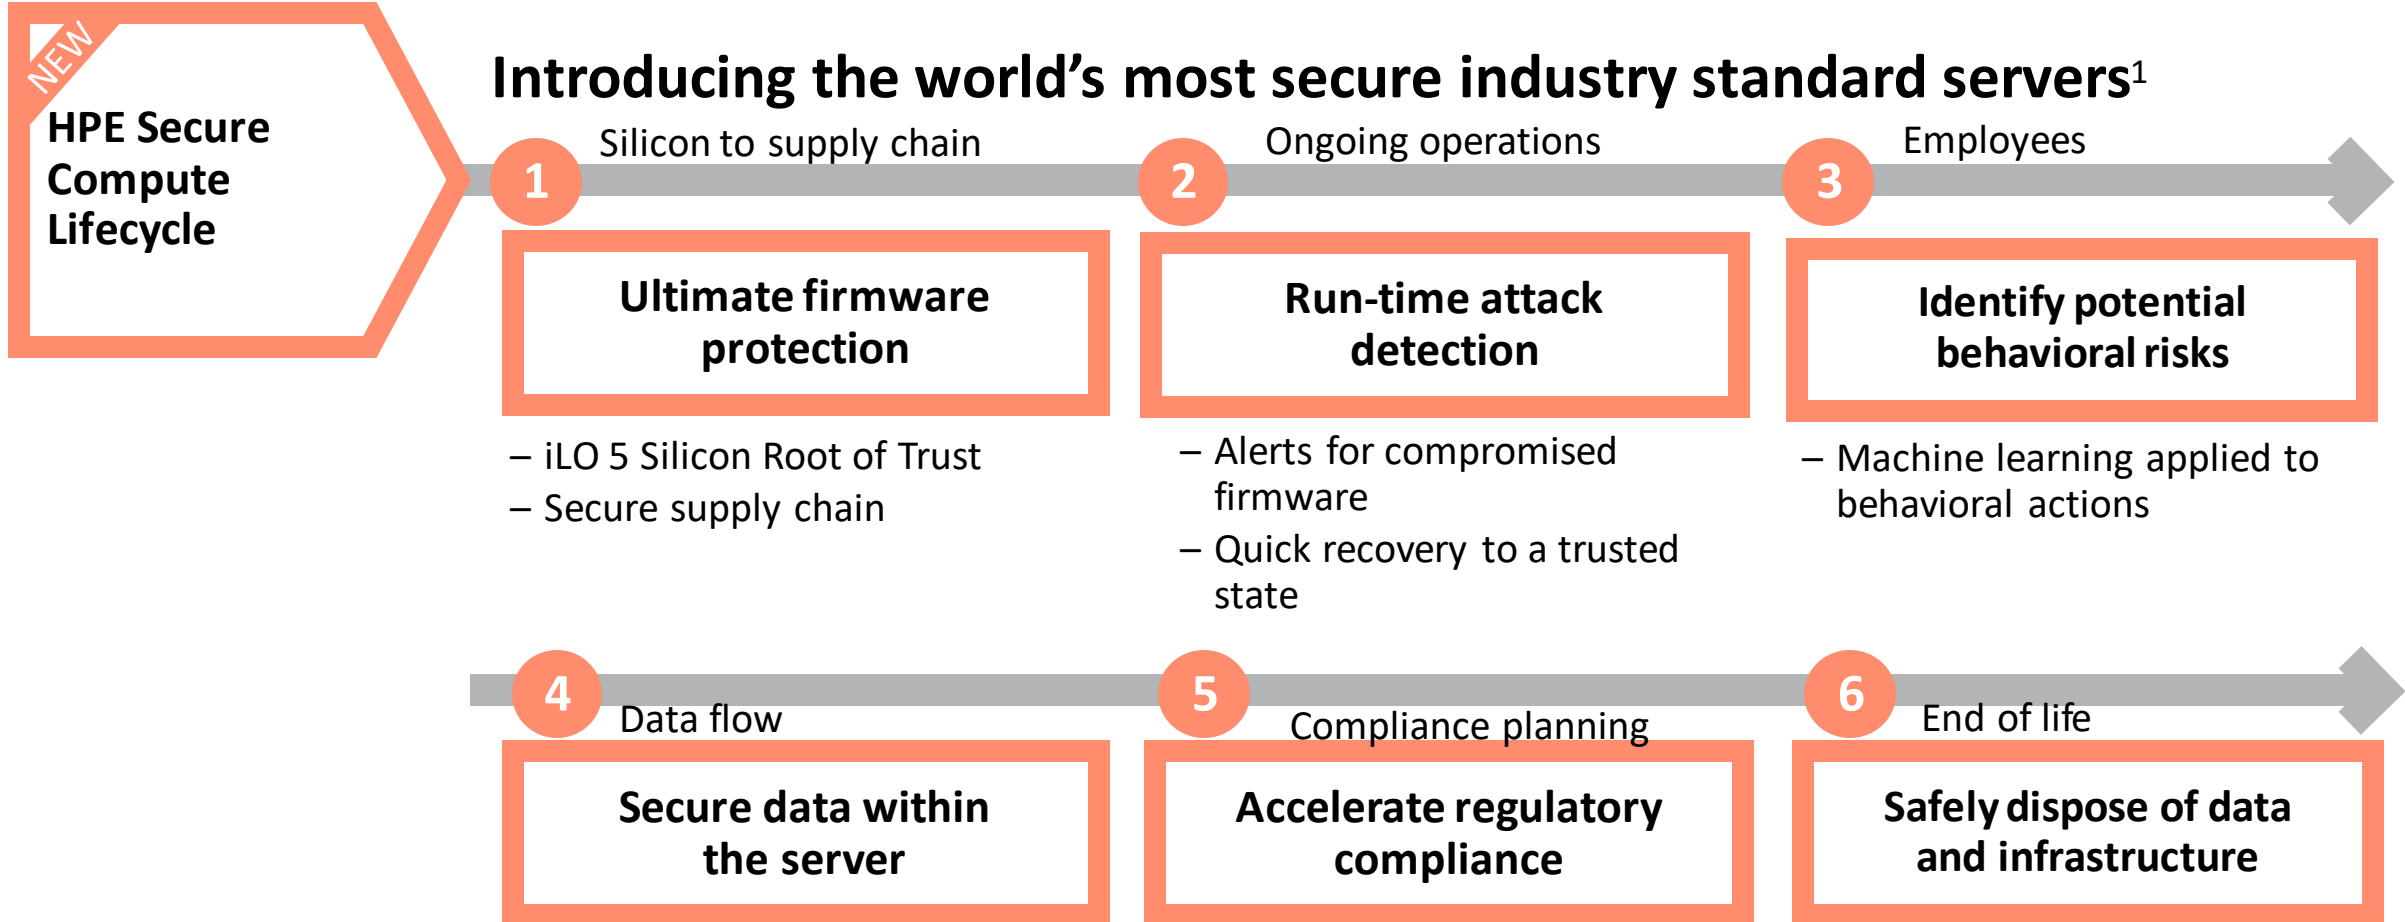 NEW
HPE Secure
Compute
Lifecycle
Introducing the world’s most secure industry standard servers1
1
Silicon to supply chain
2
Ongoing operations
3
Employees
Ultimate firmware
protection
– iLO 5 Silicon Root of Trust
– Secure supply chain
Run-time attack
detection
– Alerts for compromised
firmware
– Quick recovery to a trusted
state
Identify potential
behavioral risks
– Machine learning applied to
behavioral actions
4
Data flow
5
Compliance planning
6
End of life
Secure data within
the server
Accelerate regulatory
compliance
Safely dispose of data
and infrastructure